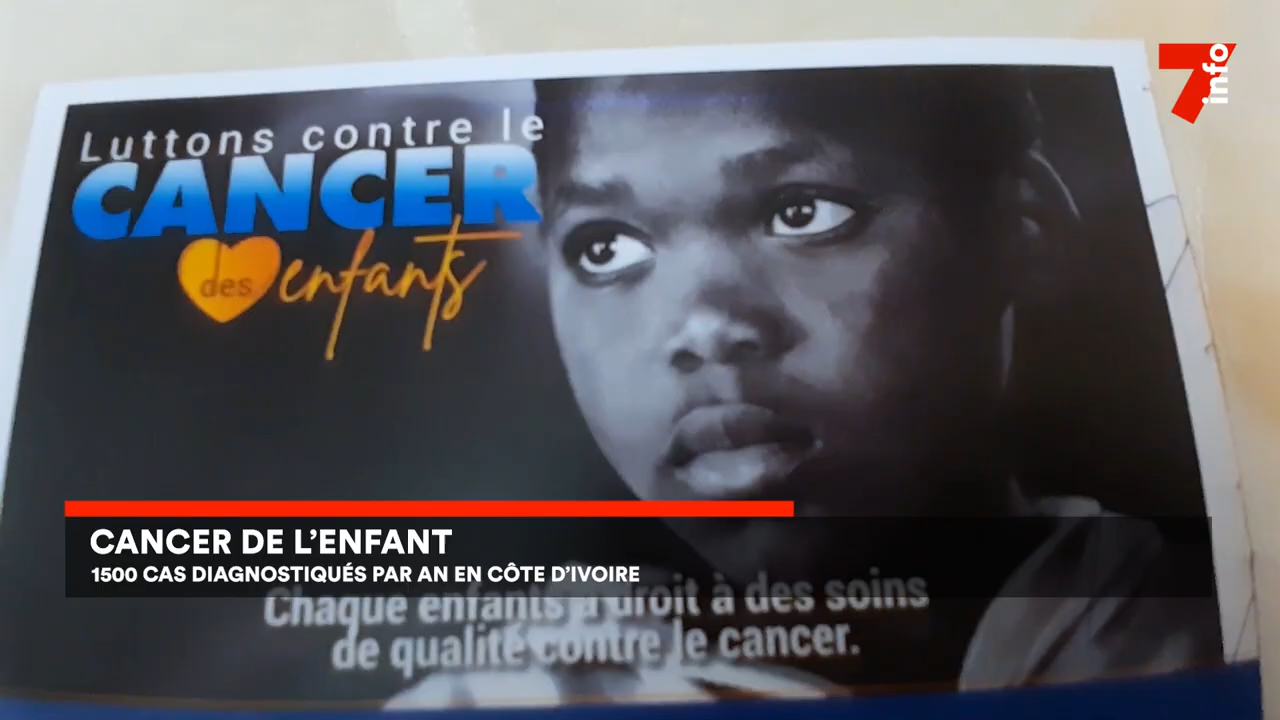 7 info
Luttons contre le
CANCER
des enfants
CANCER DE L'ENFANT
1500 CAS DIAGNOSTIQUÉS PAR AN EN CÔTE D'IVOIRE
Chaque enfants a droit à des soins
de qualité contre le cancer.